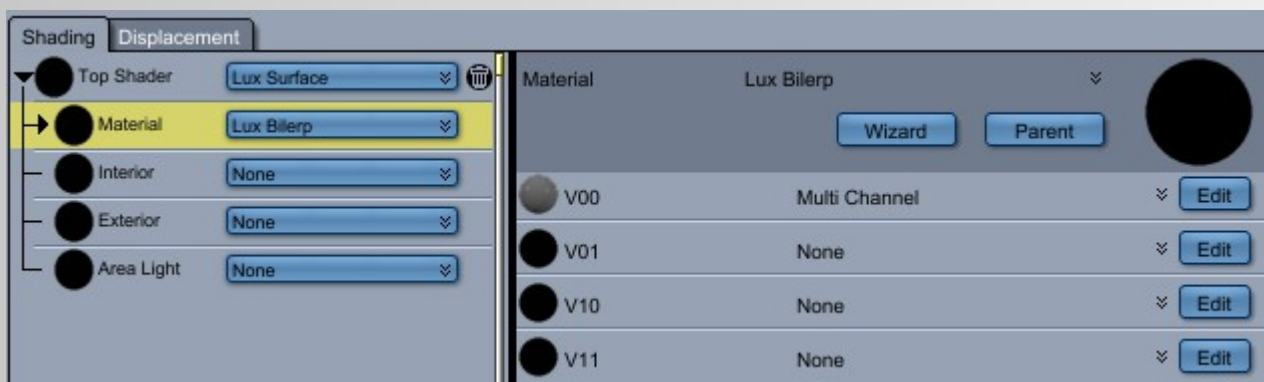 Shading Displacement
Top Shader Lux Surface
Material Lux Bilerp
Interior None
Exterior None
Area Light None
Material Lux Bilerp
Wizard Parent
V00 Multi Channel Edit
V01 None Edit
V10 None Edit
V11 None Edit